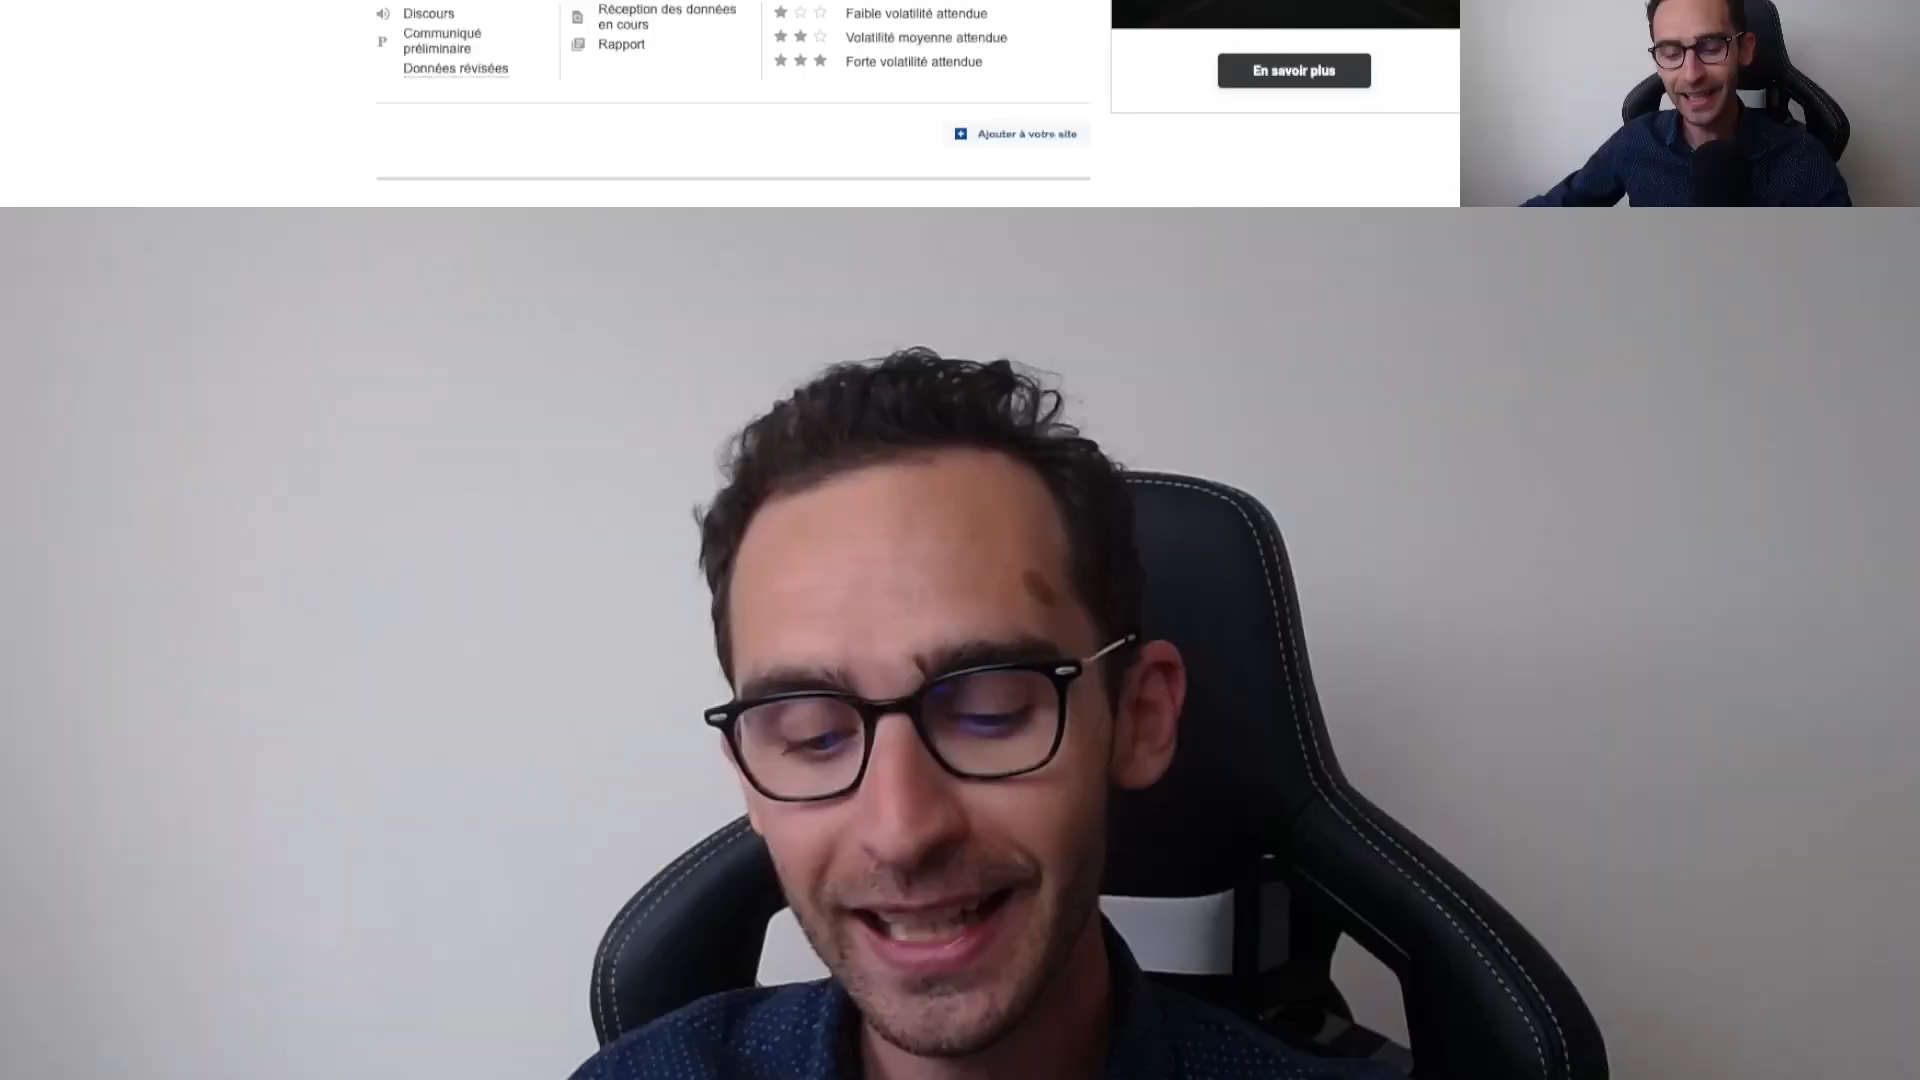 Discours
Communiqué
préliminaire
Données révisées
Réception des données
en cours
Rapport
Faible volatilité attendue
Volatilité moyenne attendue
Forte volatilité attendue
En savoir plus
Ajouter à votre site